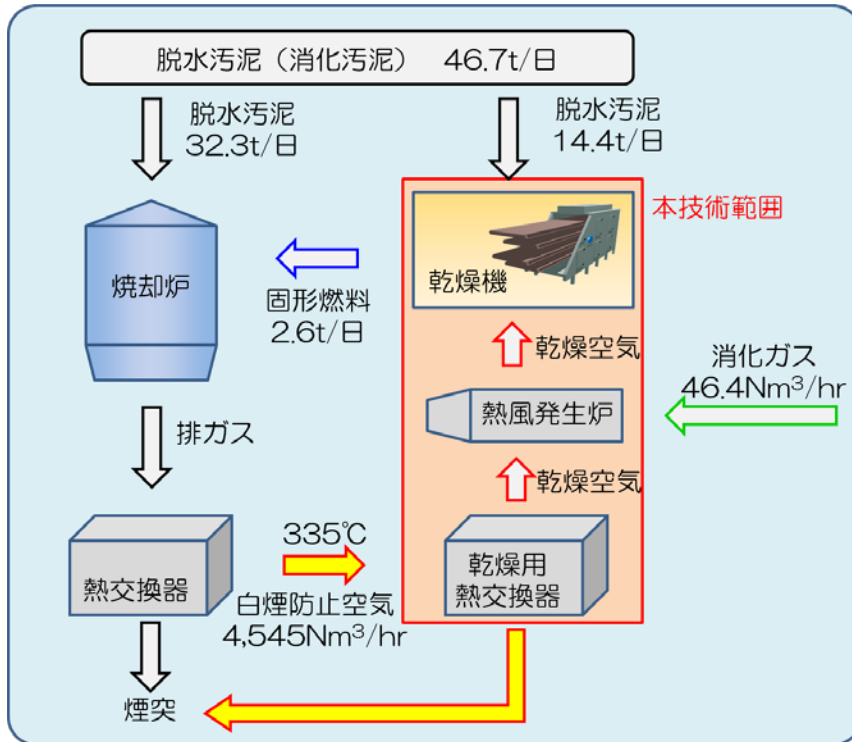 脱水汚泥（消化汚泥） 46.7t/日
脱水汚泥
32.3t/日
脱水汚泥
14.4t/日
本技術範囲
焼却炉
乾燥機
固形燃料
2.6t/日
乾燥空気
消化ガス
46.4Nm³/hr
熱風発生炉
排ガス
乾燥空気
335℃
熱交換器
乾燥用
熱交換器
白煙防止空気
4,545Nm³/hr
煙突